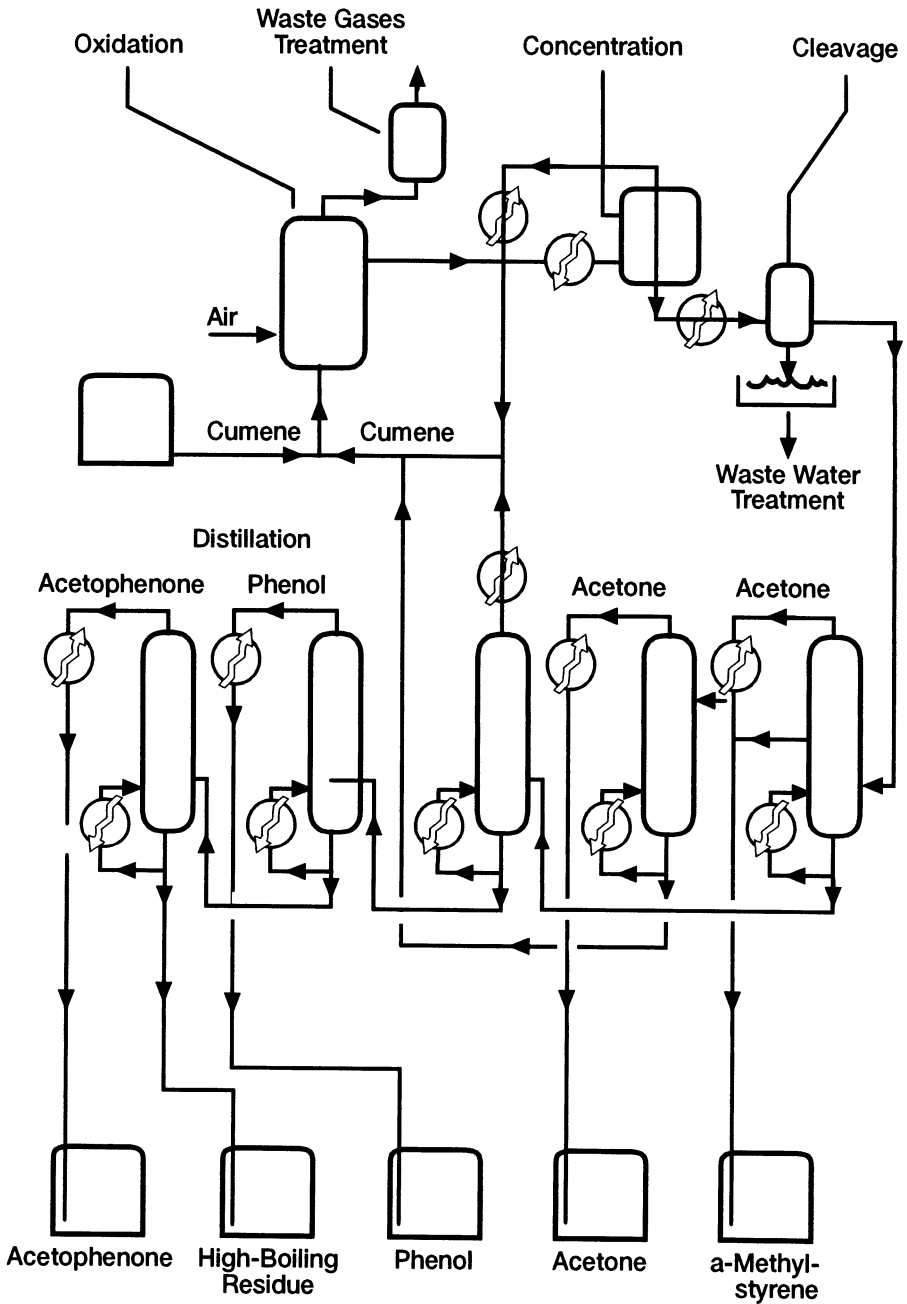 Oxidation
Waste Gases
Treatment
Concentration
Cleavage
Air
Cumene
Cumene
Waste Water
Treatment
Distillation
Acetophenone
Phenol
Acetone
Acetone
Acetophenone
High-Boiling
Residue
Phenol
Acetone
a-Methyl-
styrene